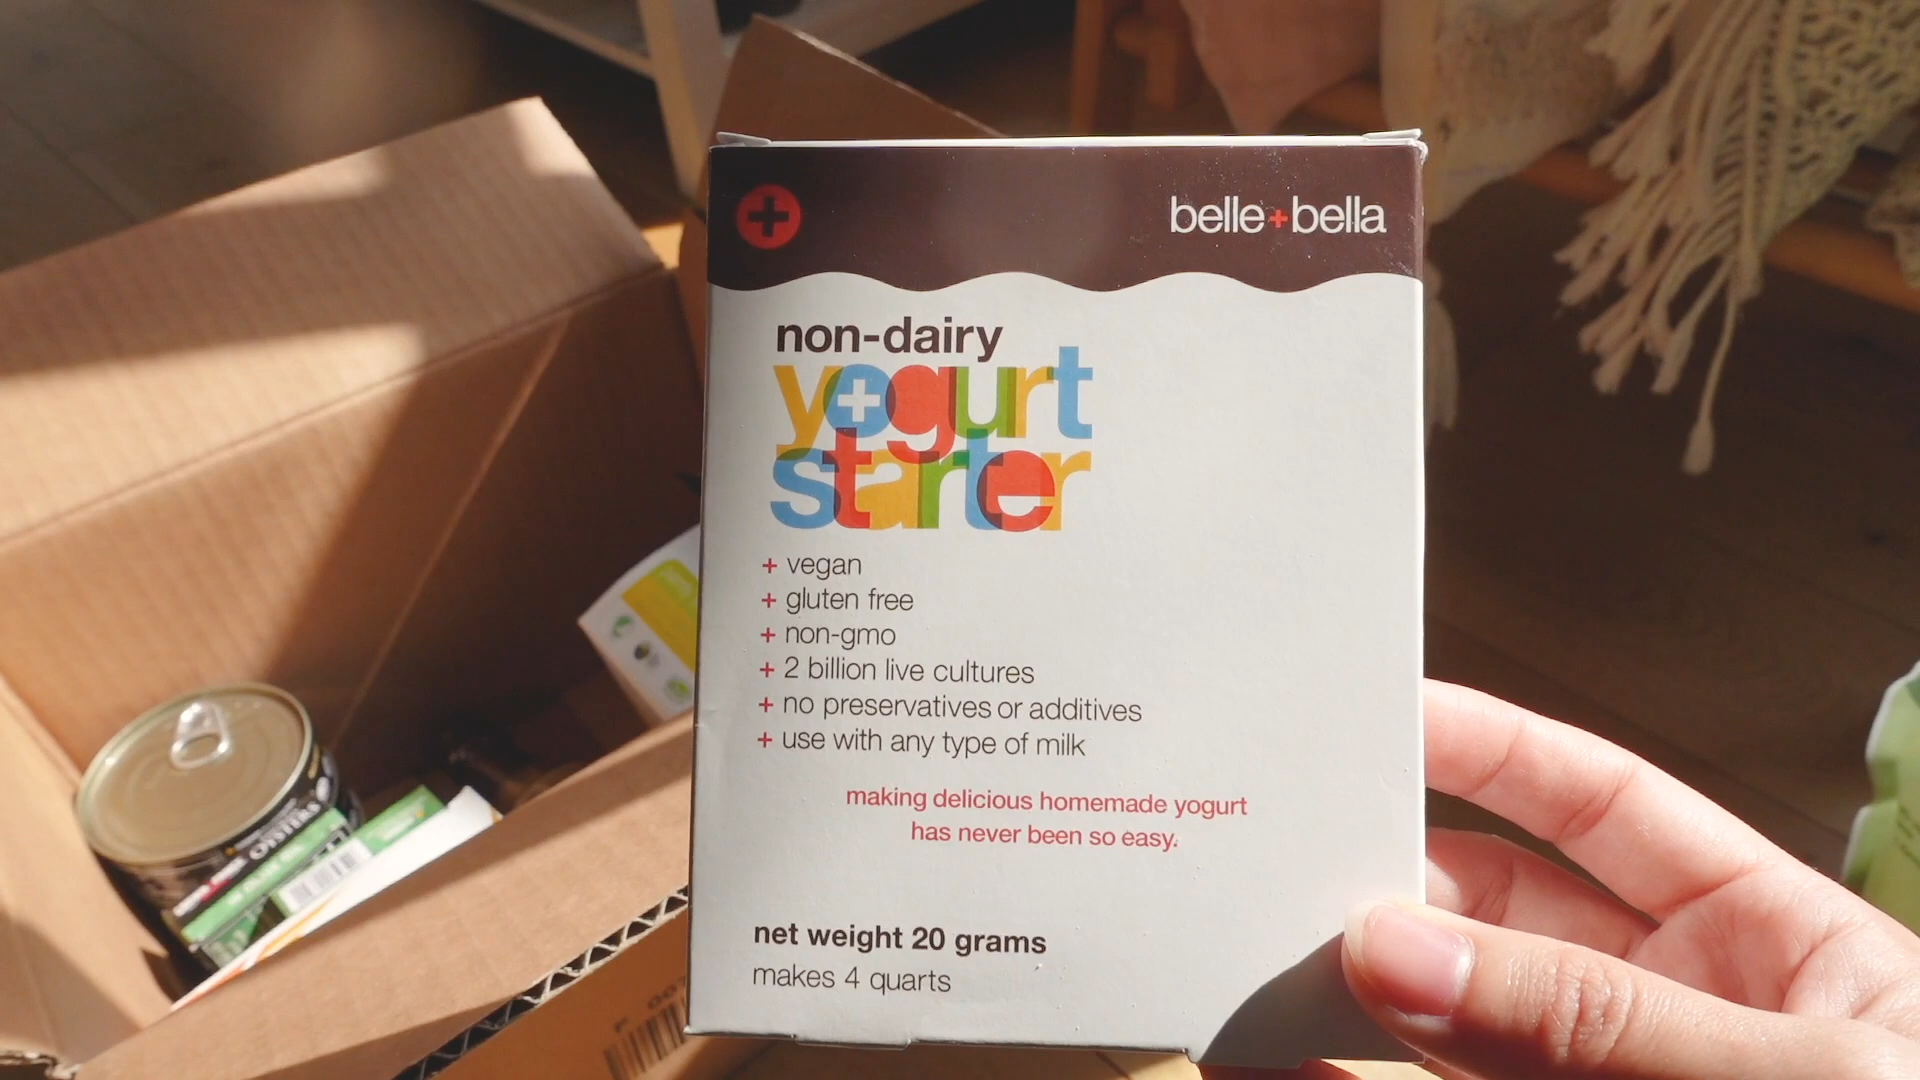 belle+bella
non-dairy
yogurt
starter
+ vegan
+ gluten free
+ non-gmo
+ 2 billion live cultures
+ no preservatives or additives
+ use with any type of milk
making delicious homemade yogurt
has never been so easy.
net weight 20 grams
makes 4 quarts
OYSTERS